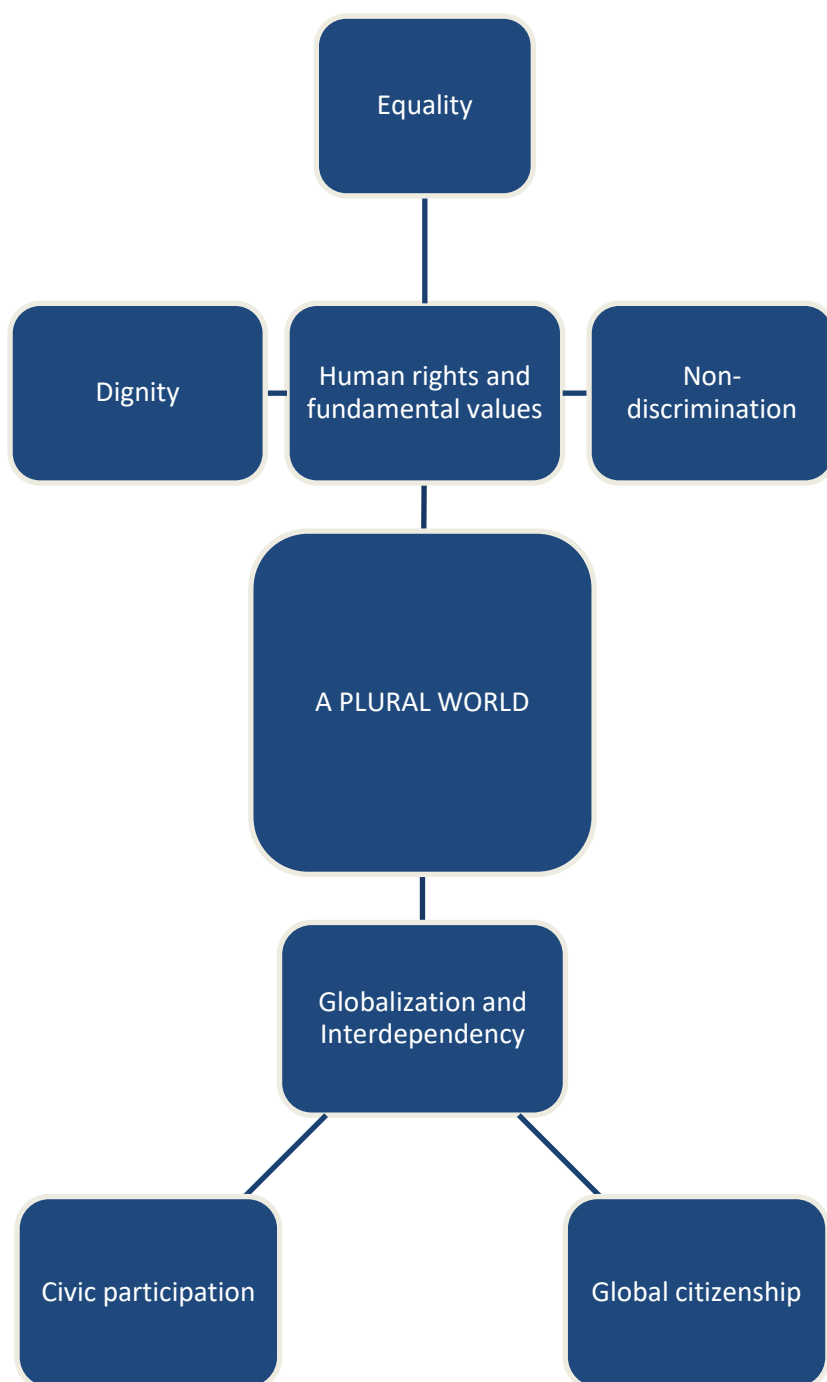 Equality
Dignity
Human rights and
fundamental values
Non-
discrimination
A PLURAL WORLD
Globalization and
Interdependency
Civic participation
Global citizenship